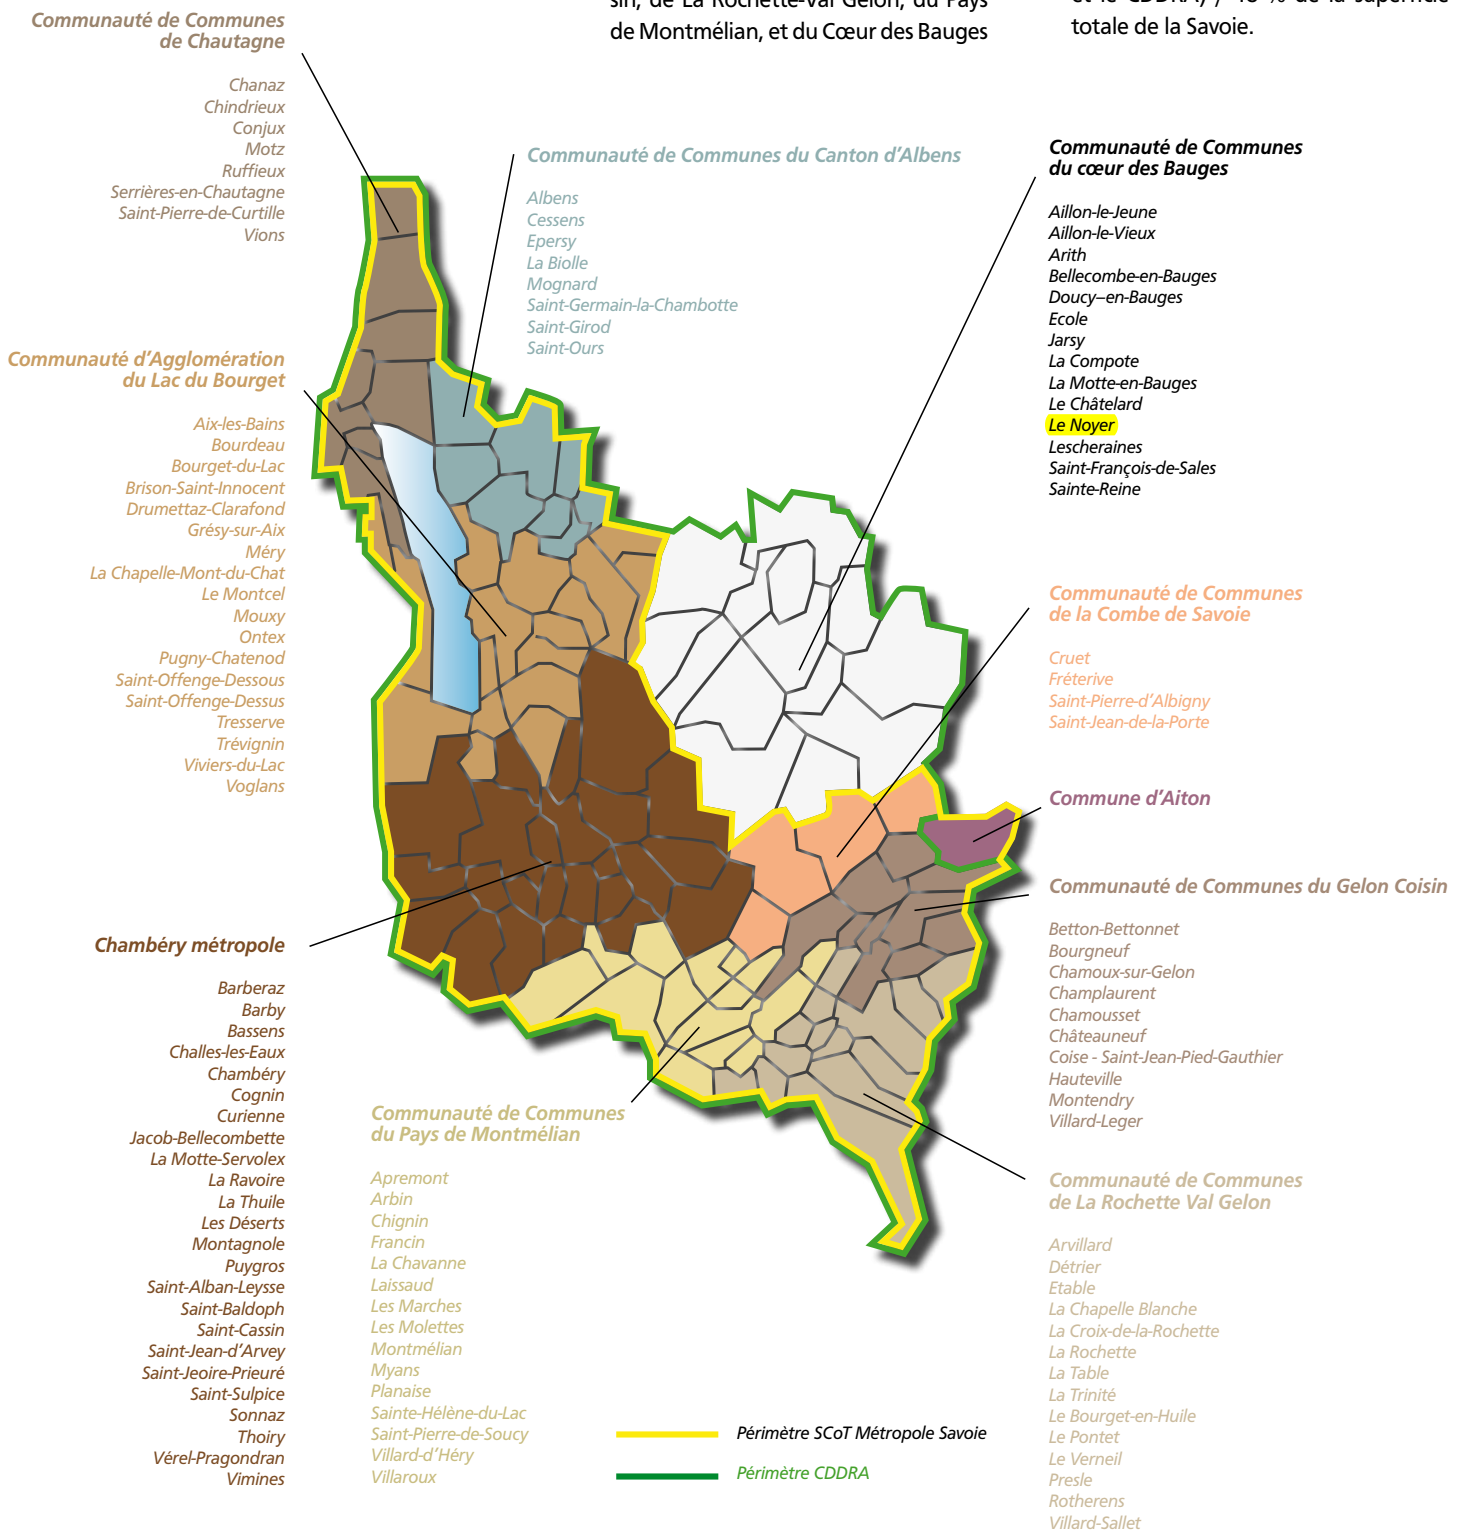 sin, de La Rochette-Val Gelon, du Pays
de Montmélian, et du Cœur des Bauges
et le CDDRA) / 48 % de la superficie
totale de la Savoie.
Communauté de Communes
de Chautagne
Chanaz
Chindrieux
Conjux
Motz
Ruffieux
Serrières-en-Chautagne
Saint-Pierre-de-Curtille
Vions
Communauté de Communes du Canton d’Albens
Albens
Cessens
Epersy
La Biolle
Mognard
Saint-Germain-la-Chambotte
Saint-Girod
Saint-Ours
Communauté de Communes
du cœur des Bauges
Aillon-le-Jeune
Aillon-le-Vieux
Arith
Bellecombe-en-Bauges
Doucy–en-Bauges
Ecole
Jarsy
La Compote
La Motte-en-Bauges
Le Châtelard
Le Noyer
Lescheraines
Saint-François-de-Sales
Sainte-Reine
Communauté d’Agglomération
du Lac du Bourget
Aix-les-Bains
Bourdeau
Bourget-du-Lac
Brison-Saint-Innocent
Drumettaz-Clarafond
Grésy-sur-Aix
Méry
La Chapelle-Mont-du-Chat
Le Montcel
Mouxy
Ontex
Pugny-Chatenod
Saint-Offenge-Dessous
Saint-Offenge-Dessus
Tresserve
Trévignin
Viviers-du-Lac
Voglans
Communauté de Communes
de la Combe de Savoie
Cruet
Fréterive
Saint-Pierre-d’Albigny
Saint-Jean-de-la-Porte
Commune d’Aiton
Communauté de Communes du Gelon Coisin
Betton-Bettonnet
Bourgneuf
Chamoux-sur-Gelon
Champlaurent
Chamousset
Châteauneuf
Coise - Saint-Jean-Pied-Gauthier
Hauteville
Montendry
Villard-Leger
Chambéry métropole
Barberaz
Barby
Bassens
Challes-les-Eaux
Chambéry
Cognin
Curienne
Jacob-Bellecombette
La Motte-Servolex
La Ravoire
La Thuile
Les Déserts
Montagnole
Puygros
Saint-Alban-Leysse
Saint-Baldoph
Saint-Cassin
Saint-Jean-d’Arvey
Saint-Jeoire-Prieuré
Saint-Sulpice
Sonnaz
Thoiry
Vérel-Pragondran
Vimines
Communauté de Communes
du Pays de Montmélian
Apremont
Arbin
Chignin
Francin
La Chavanne
Laissaud
Les Marches
Les Molettes
Montmélian
Myans
Planaise
Sainte-Hélène-du-Lac
Saint-Pierre-de-Soucy
Villard-d’Héry
Villaroux
Communauté de Communes
de La Rochette Val Gelon
Arvillard
Détrier
Etable
La Chapelle Blanche
La Croix-de-la-Rochette
La Rochette
La Table
La Trinité
Le Bourget-en-Huile
Le Pontet
Le Verneil
Presle
Rotherens
Villard-Sallet
Périmètre SCoT Métropole Savoie
Périmètre CDDRA